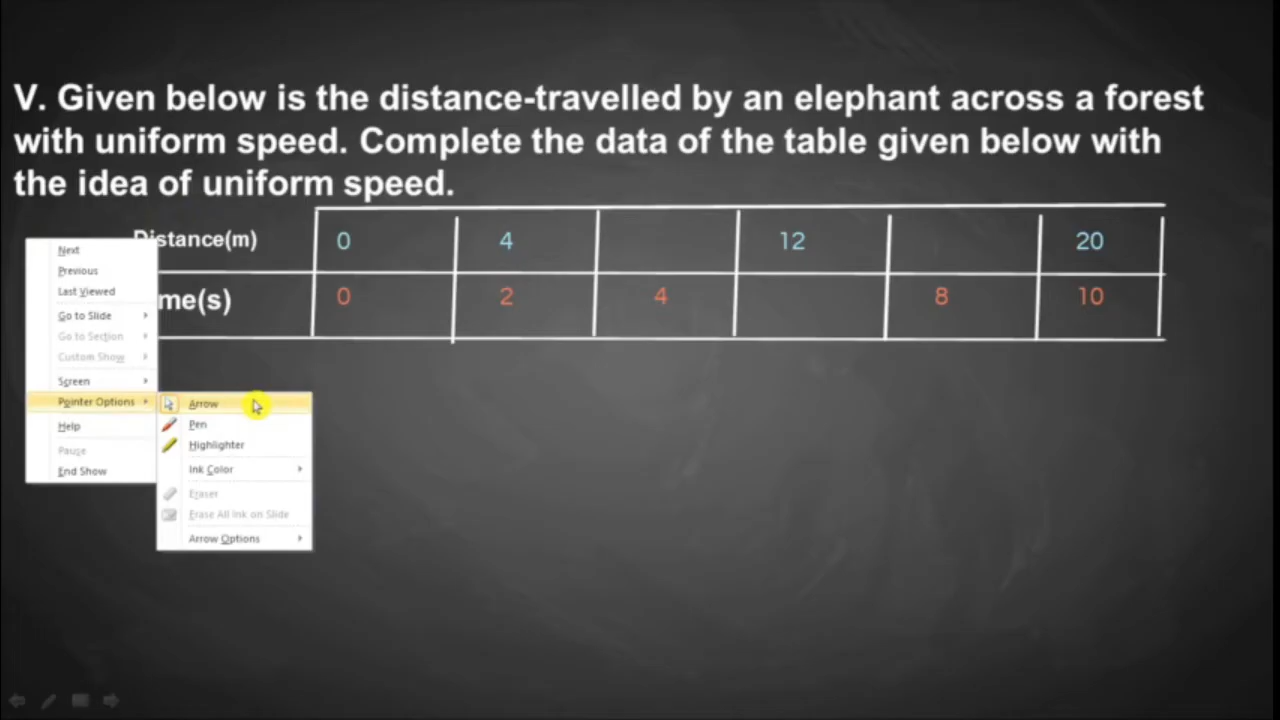 V. Given below is the distance-travelled by an elephant across a forest
with uniform speed. Complete the data of the table given below with
the idea of uniform speed.
Distance(m) 0 4 12 20
me(s) 0 2 4 8 10
Next
Previous
Last Viewed
Go to Slide
Go to Section
Custom Show
Screen
Pointer Options
Help
Pause
End Show
Arrow
Pen
Highlighter
Ink Color
Eraser
Erase All Ink on Slide
Arrow Options